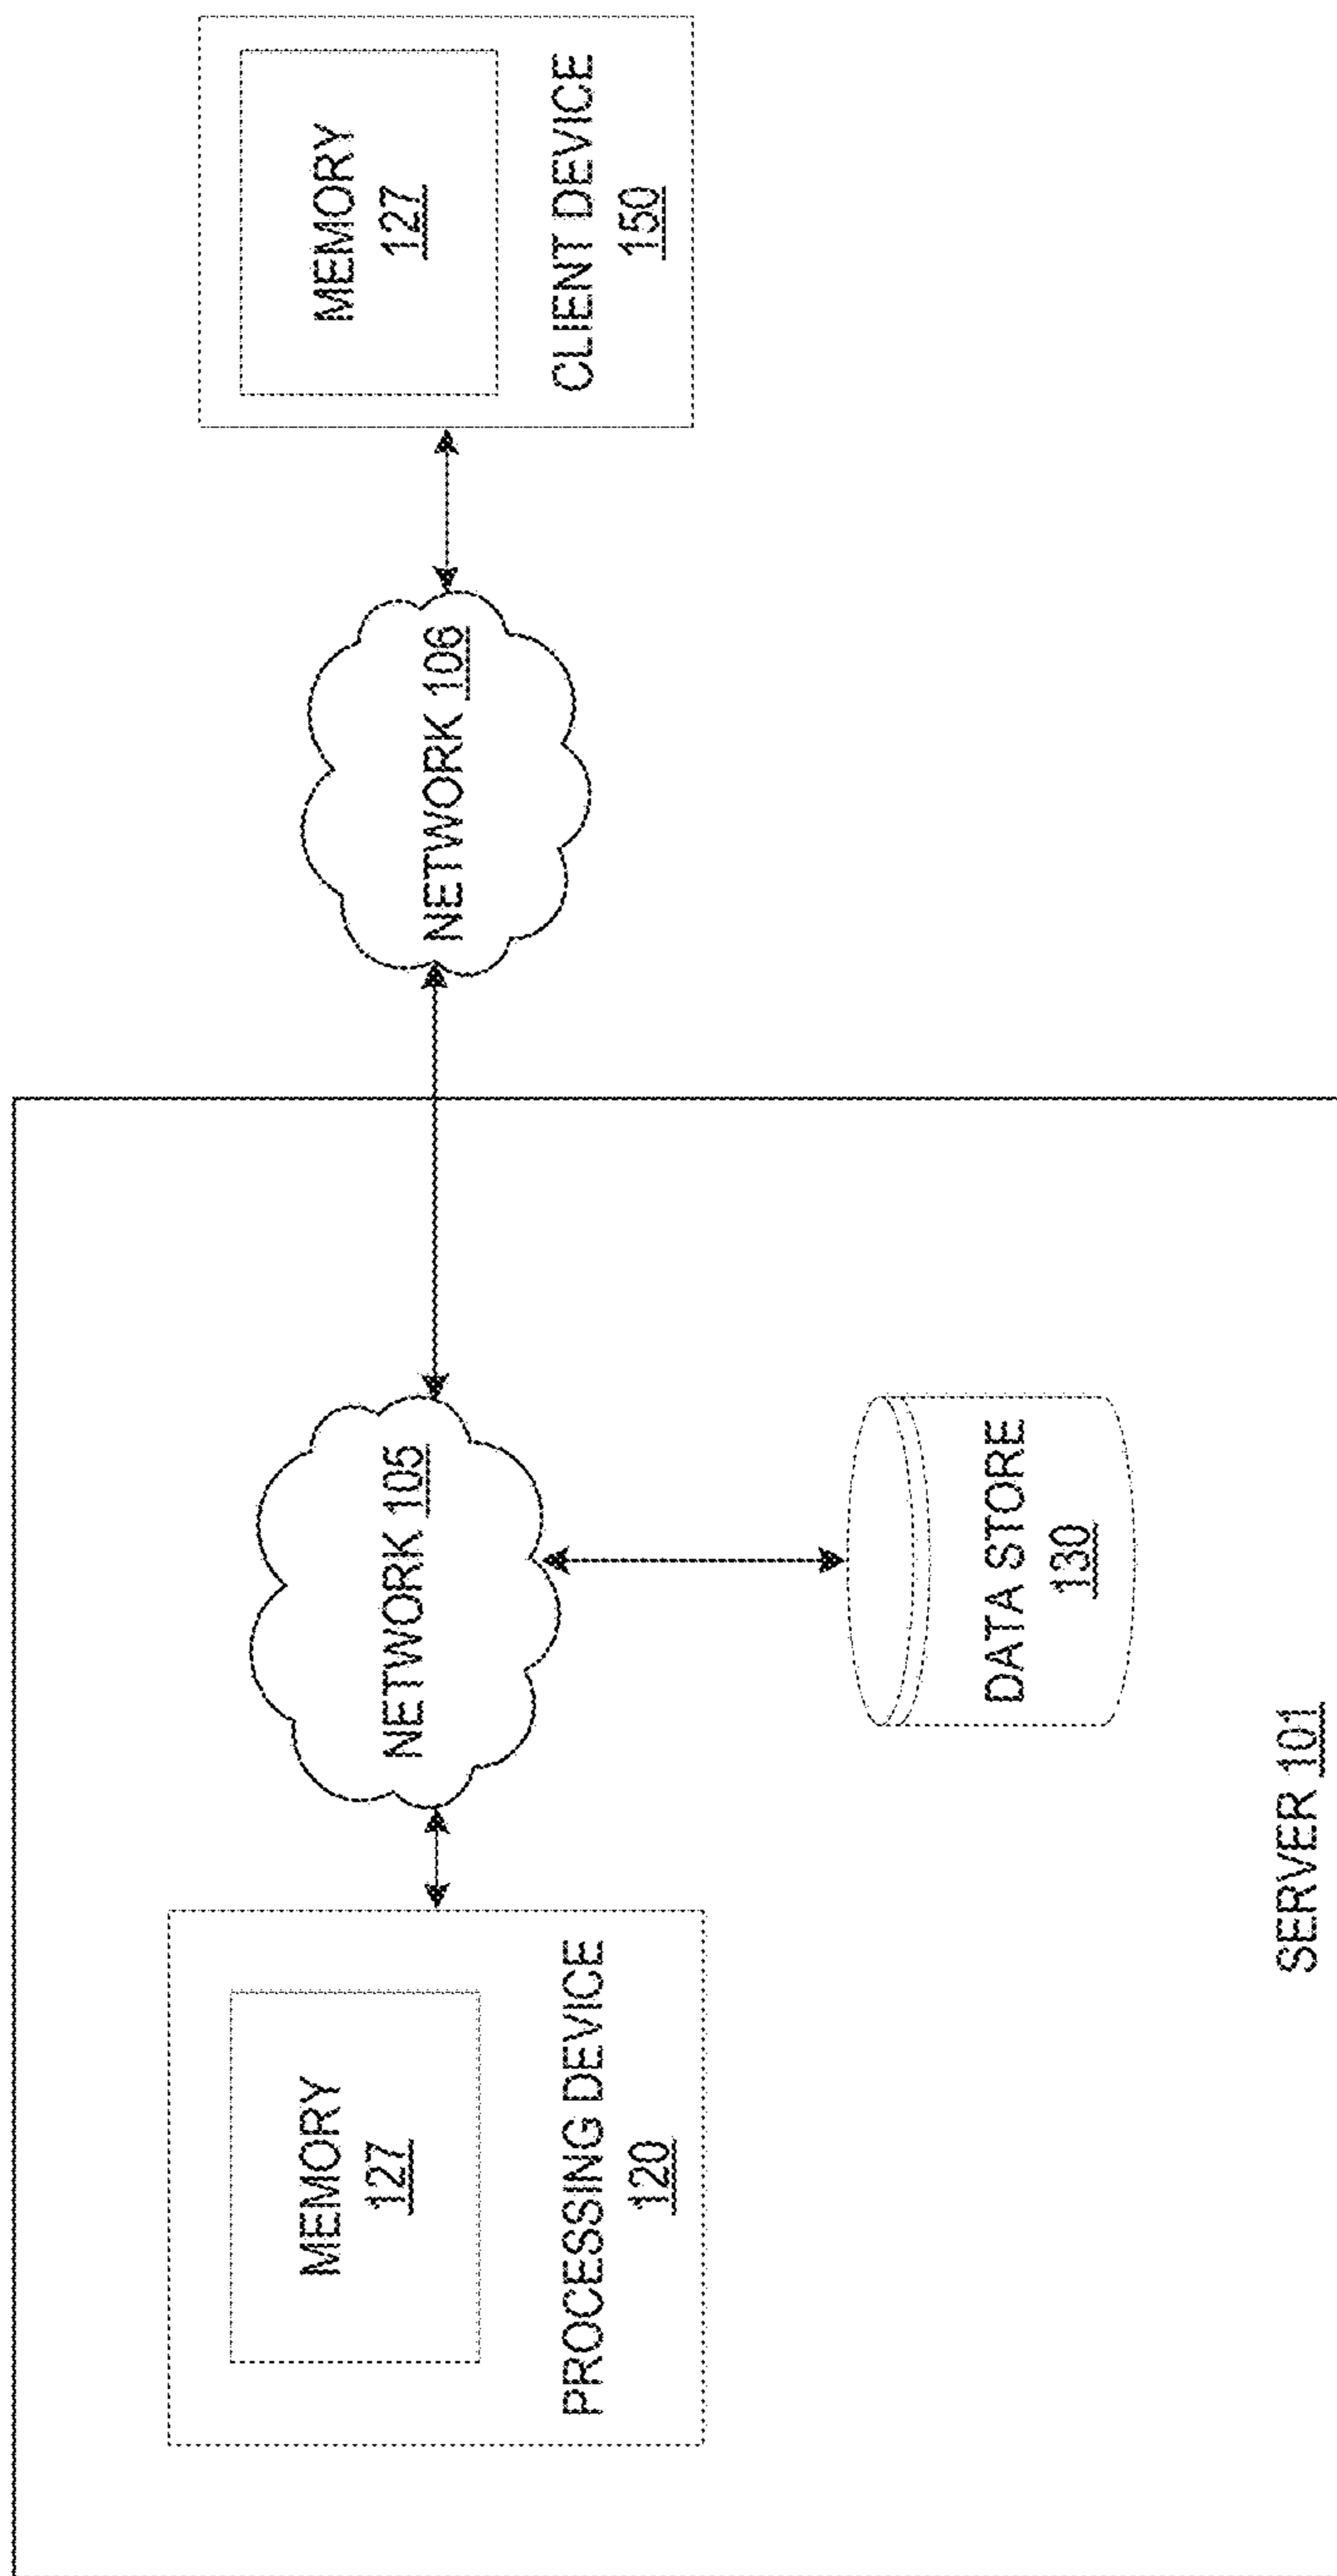 MEMORY
127
PROCESSING DEVICE
120
NETWORK 105
DATA STORE
130
SERVER 101
NETWORK 106
MEMORY
127
CLIENT DEVICE
150